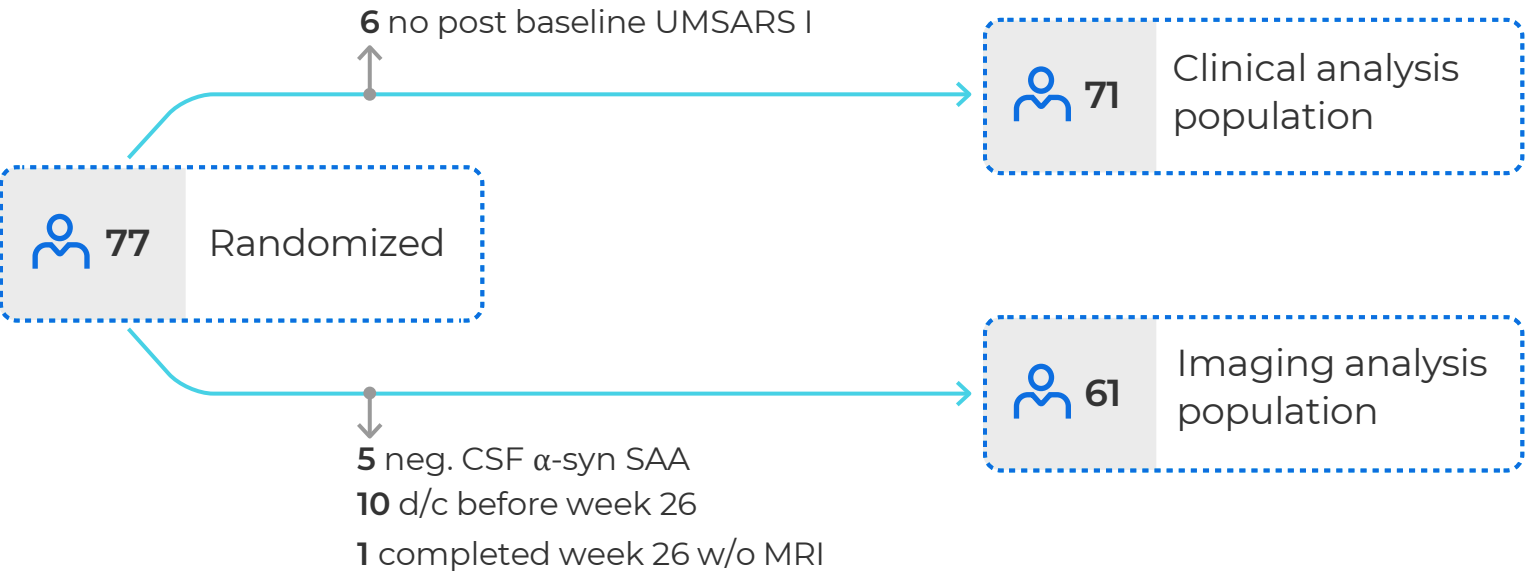 6 no post baseline UMSARS I
71
Clinical analysis
population
77
Randomized
61
Imaging analysis
population
5 neg. CSF α-syn SAA
10 d/c before week 26
1 completed week 26 w/o MRI